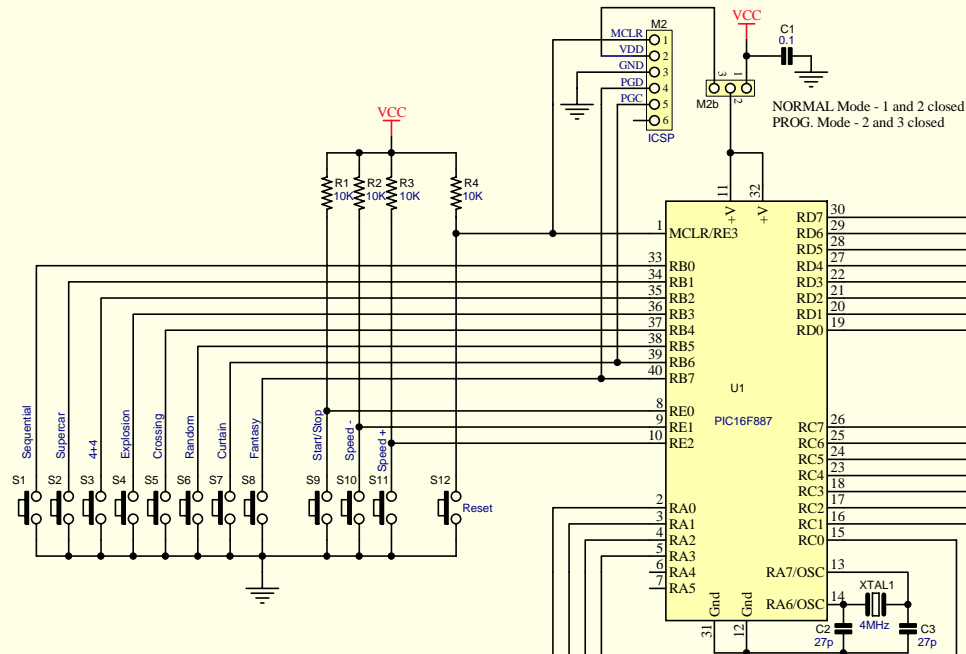 M2
MCLR
1
VDD
2
GND
3
PGD
4
PGC
5
6
ICSP
VCC
C1
0.1
3
1
2
M2b
NORMAL Mode - 1 and 2 closed
PROG. Mode - 2 and 3 closed
VCC
R1
10K
R2
10K
R3
10K
R4
10K
11
32
+V
+V
1
MCLR/RE3
33
RB0
34
RB1
35
RB2
36
RB3
37
RB4
38
RB5
39
RB6
40
RB7
8
RE0
9
RE1
10
RE2
2
RA0
3
RA1
4
RA2
5
RA3
6
RA4
7
RA5
U1
PIC16F887
RD7
30
RD6
29
RD5
28
RD4
27
RD3
22
RD2
21
RD1
20
RD0
19
RC7
26
RC6
25
RC5
24
RC4
23
RC3
18
RC2
17
RC1
16
RC0
15
RA7/OSC
13
RA6/OSC
14
Gnd
Gnd
31
12
XTAL1
4MHz
C2
27p
C3
27p
Sequential
Supercar
4+4
Explosion
Crossing
Random
Curtain
Fantasy
Start/Stop
Speed -
Speed +
S1
S2
S3
S4
S5
S6
S7
S8
S9
S10
S11
S12
Reset